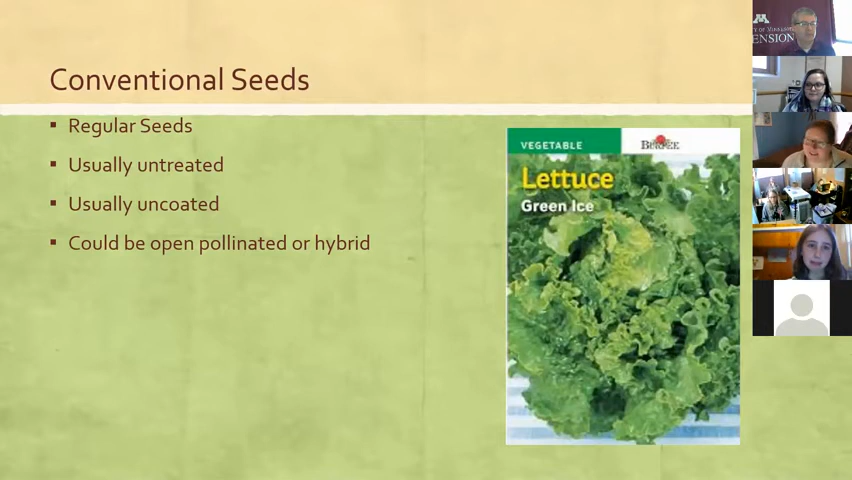 Conventional Seeds
▪ Regular Seeds
▪ Usually untreated
▪ Usually uncoated
▪ Could be open pollinated or hybrid
VEGETABLE
BURPEE
Lettuce
Green Ice
ENSION